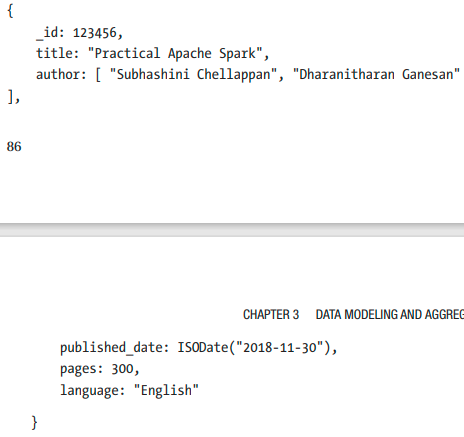 {
_id: 123456,
title: "Practical Apache Spark",
author: [ "Subhashini Chellappan", "Dharanitharan Ganesan"
],
86
CHAPTER 3 DATA MODELING AND AGGREG
published_date: ISODate("2018-11-30"),
pages: 300,
language: "English"
}